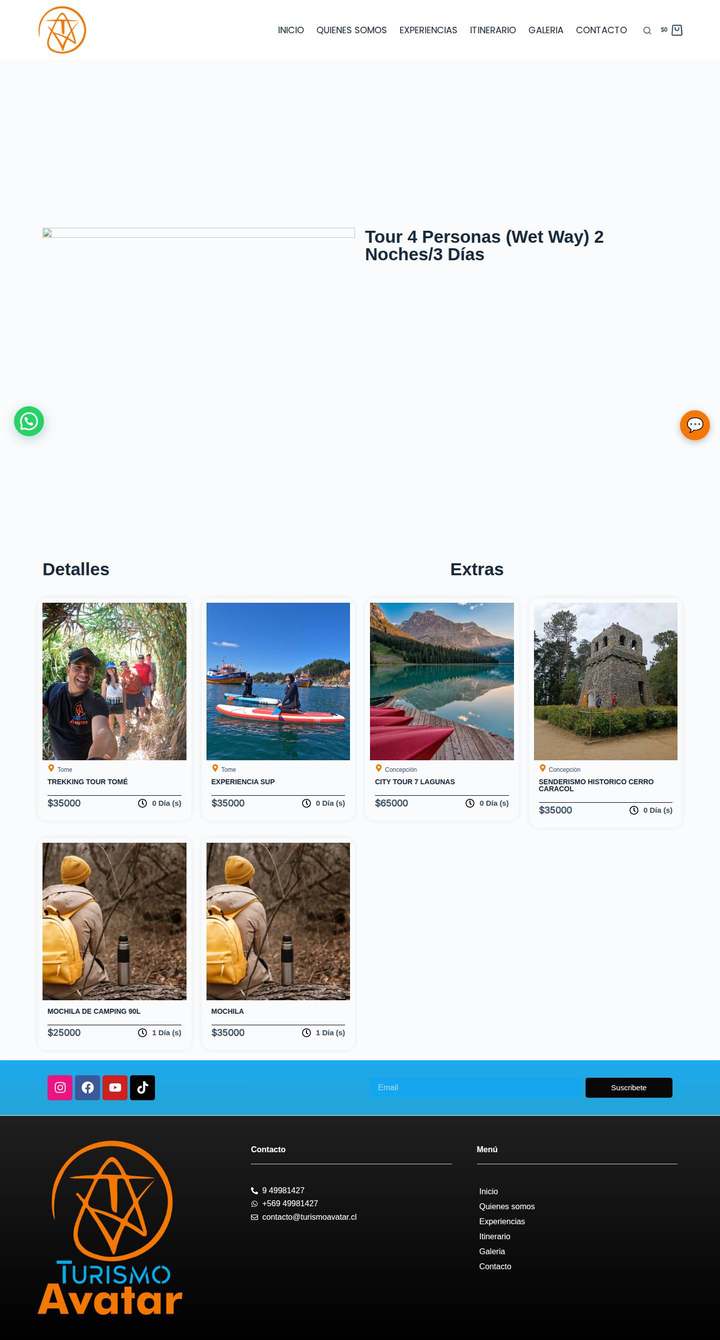 INICIO QUIENES SOMOS EXPERIENCIAS ITINERARIO GALERIA CONTACTO $0
Tour 4 Personas (Wet Way) 2
Noches/3 Días
Detalles
Extras
Tome
TREKKING TOUR TOMÉ
$35000 0 Día (s)
Tome
EXPERIENCIA SUP
$35000 0 Día (s)
Concepción
CITY TOUR 7 LAGUNAS
$65000 0 Día (s)
Concepción
SENDERISMO HISTORICO CERRO
CARACOL
$35000 0 Día (s)
MOCHILA DE CAMPING 90L
$25000 1 Día (s)
MOCHILA
$35000 1 Día (s)
Email
Suscribete
Turismo
Avatar
Contacto
9 49981427
+569 49981427
contacto@turismoavatar.cl
Menú
Inicio
Quienes somos
Experiencias
Itinerario
Galeria
Contacto